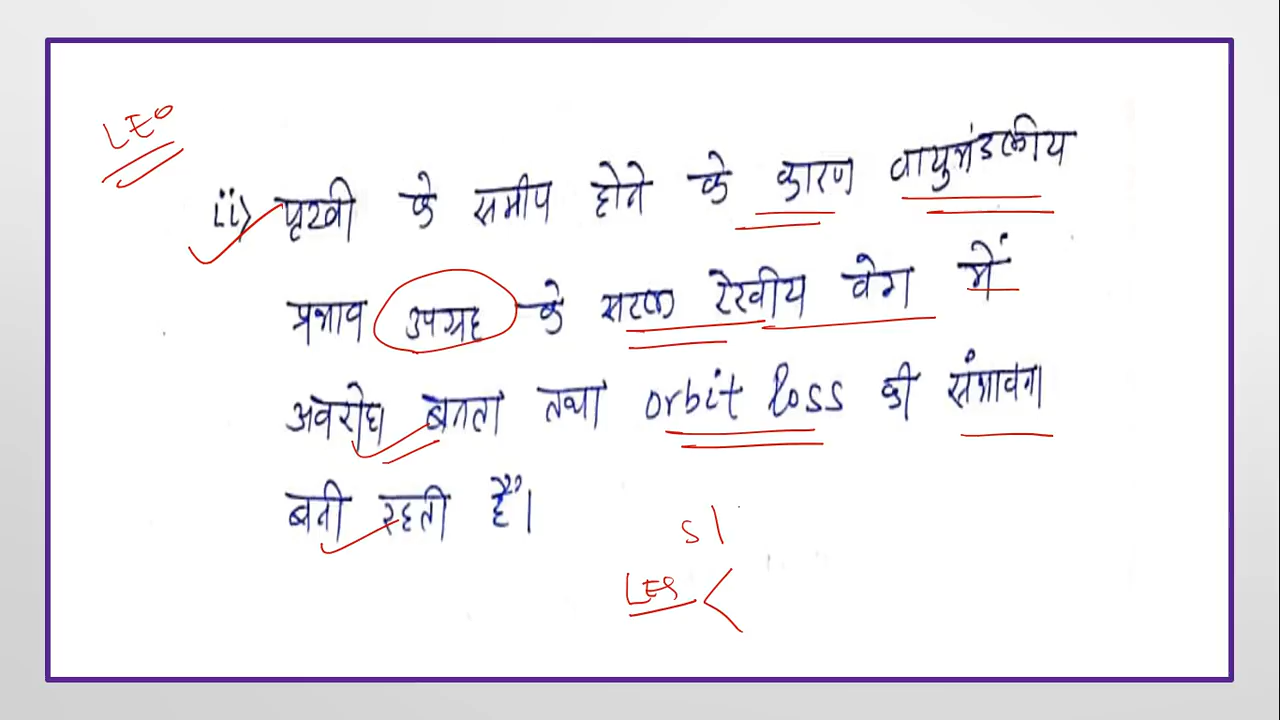 LEO
ii) पृथ्वी के समीप होने के कारण वायुमंडलीय
प्रभाव उपग्रह के सरल रेखीय वेग में
अवरोध बनता तथा orbit loss की संभावना
बनी रहती हैं।
S
LEO